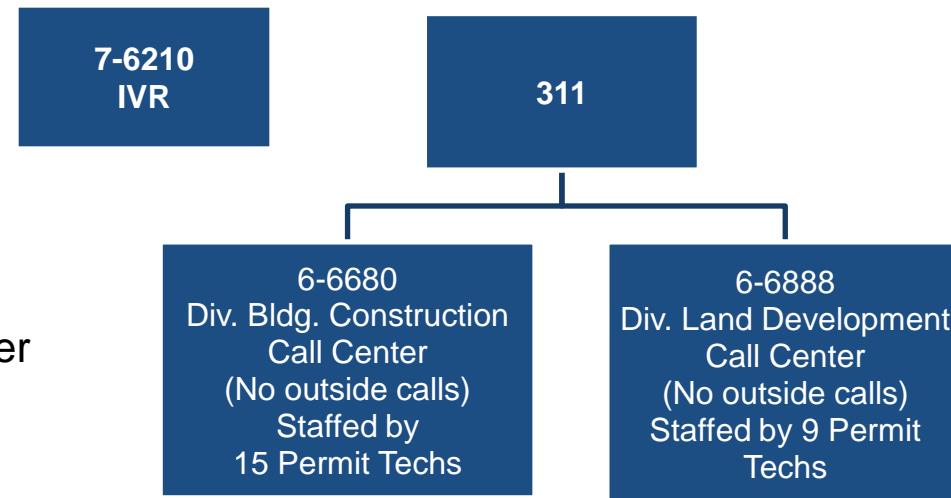 7-6210
IVR
311
6-6680
Div. Bldg. Construction
Call Center
(No outside calls)
Staffed by
15 Permit Techs
6-6888
Div. Land Development
Call Center
(No outside calls)
Staffed by 9 Permit
Techs
er